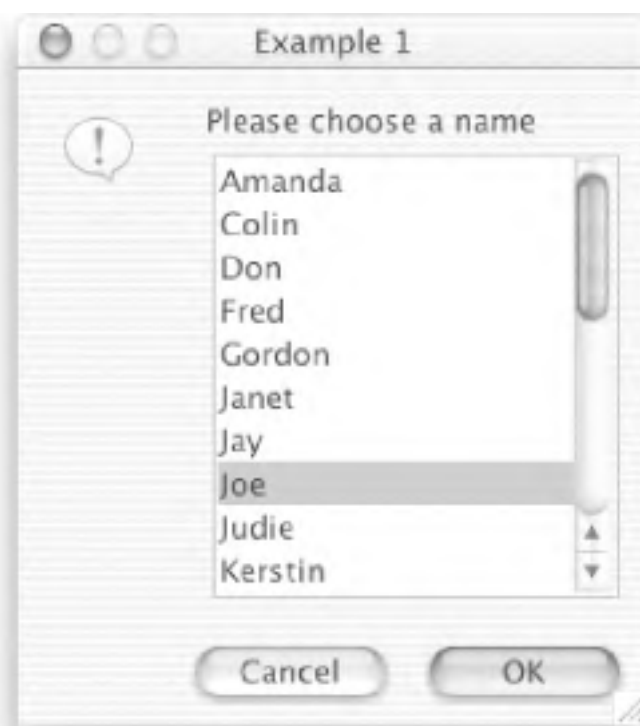 Example 1
Please choose a name
Amanda
Colin
Don
Fred
Gordon
Janet
Jay
Joe
Judie
Kerstin
Cancel OK